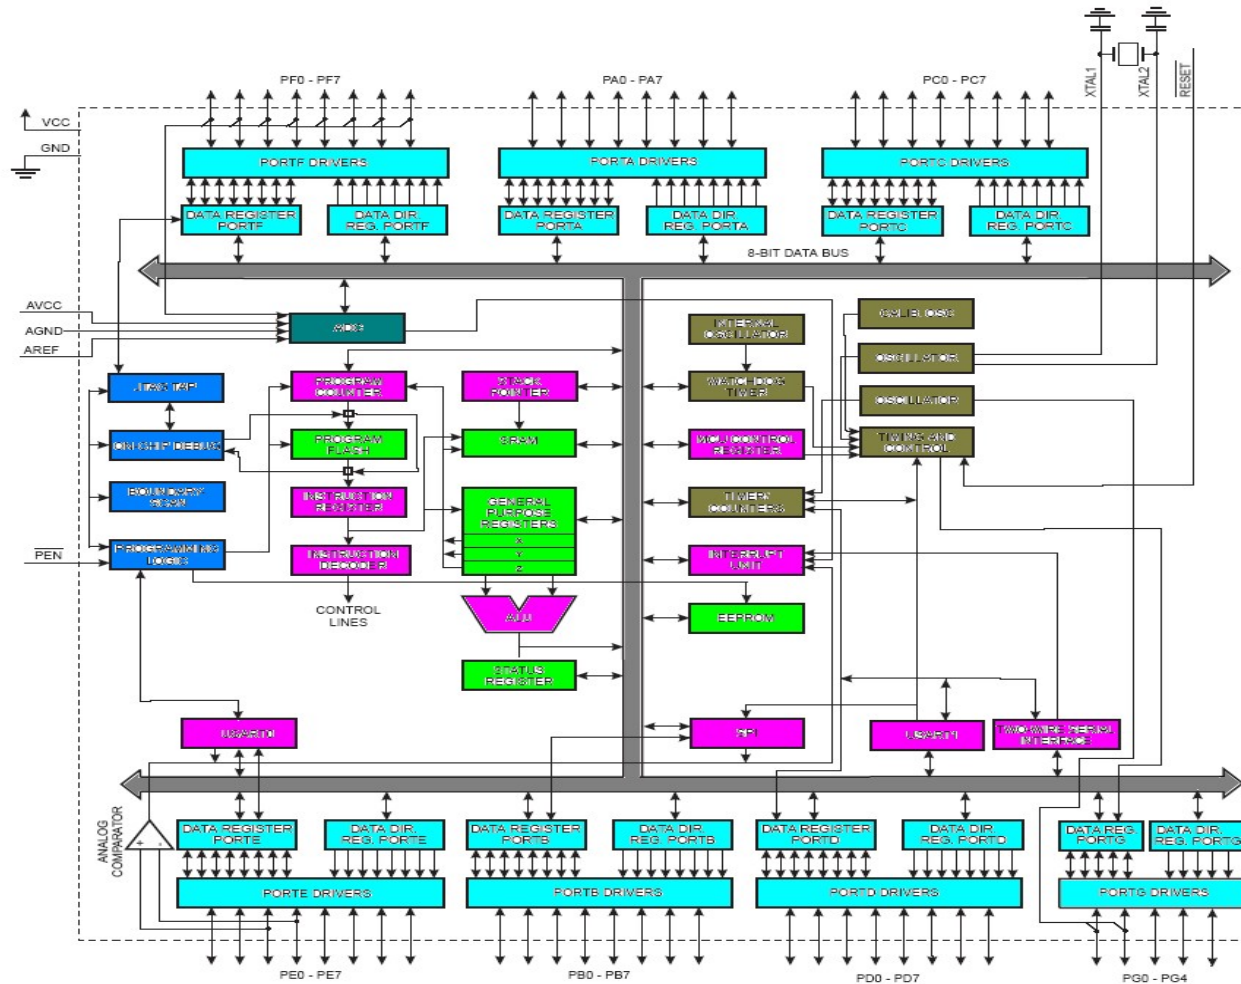 PF0 - PF7
PA0 - PA7
PC0 - PC7
XTAL1
XTAL2
RESET
VCC
GND
PORTF DRIVERS
PORTA DRIVERS
PORTC DRIVERS
DATA REGISTER
PORTF
DATA DIR.
REG. PORTF
DATA REGISTER
PORTA
DATA DIR.
REG. PORTA
DATA REGISTER
PORTC
DATA DIR.
REG. PORTC
8-BIT DATA BUS
AVCC
AGND
AREF
ADC
INTERNAL
OSCILLATOR
CALIB. OSC
OSCILLATOR
JTAG TAP
PROGRAM
COUNTER
STACK
POINTER
WATCHDOG
TIMER
OSCILLATOR
ON-CHIP DEBUG
PROGRAM
FLASH
SRAM
MCU CONTROL
REGISTER
TIMING AND
CONTROL
BOUNDARY-
SCAN
INSTRUCTION
REGISTER
GENERAL
PURPOSE
REGISTERS
X
Y
Z
TIMER/
COUNTERS
PEN
PROGRAMMING
LOGIC
INSTRUCTION
DECODER
INTERRUPT
UNIT
CONTROL
LINES
ALU
EEPROM
STATUS
REGISTER
USART0
SPI
USART1
TWO-WIRE SERIAL
INTERFACE
ANALOG
COMPARATOR
+
-
DATA REGISTER
PORTE
DATA DIR.
REG. PORTE
DATA REGISTER
PORTB
DATA DIR.
REG. PORTB
DATA REGISTER
PORTD
DATA DIR.
REG. PORTD
DATA REG.
PORTG
DATA DIR.
REG. PORTG
PORTE DRIVERS
PORTB DRIVERS
PORTD DRIVERS
PORTG DRIVERS
PE0 - PE7
PB0 - PB7
PD0 - PD7
PG0 - PG4